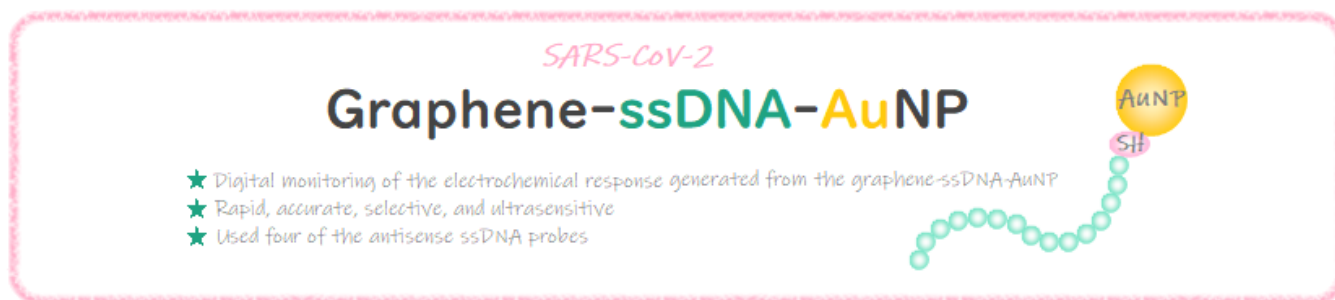 SARS-CoV-2
Graphene-ssDNA-AuNP
AuNP
SH
Digital monitoring of the electrochemical response generated from the graphene-ssDNA-AuNP
Rapid, accurate, selective, and ultrasensitive
Used four of the antisense ssDNA probes